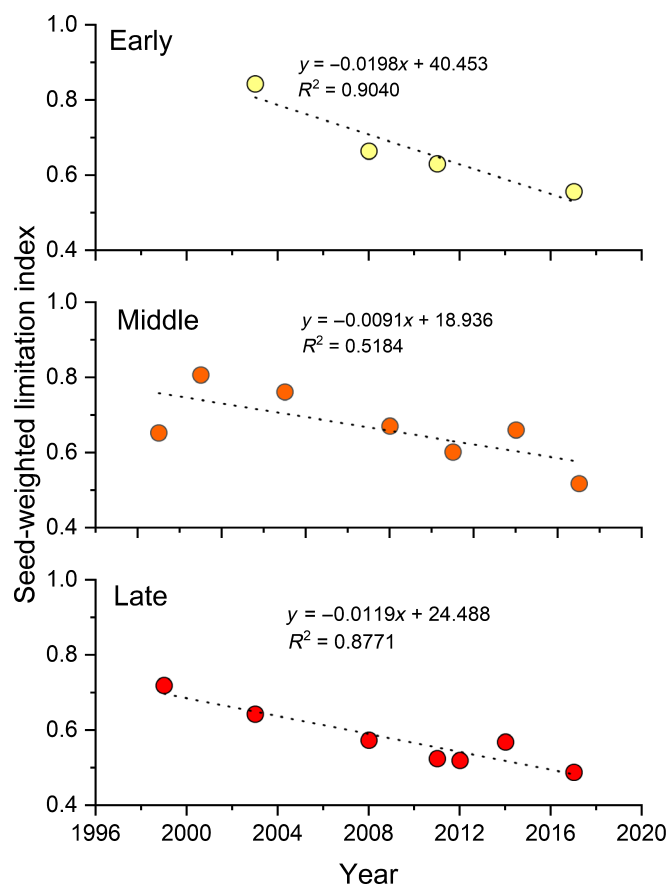 Seed-weighted limitation index
1.0
Early
y = –0.0198x + 40.453
R² = 0.9040
0.8
0.6
0.4
1.0
Middle
y = –0.0091x + 18.936
R² = 0.5184
0.8
0.6
0.4
1.0
Late
y = –0.0119x + 24.488
R² = 0.8771
0.8
0.6
0.4
1996 2000 2004 2008 2012 2016 2020
Year